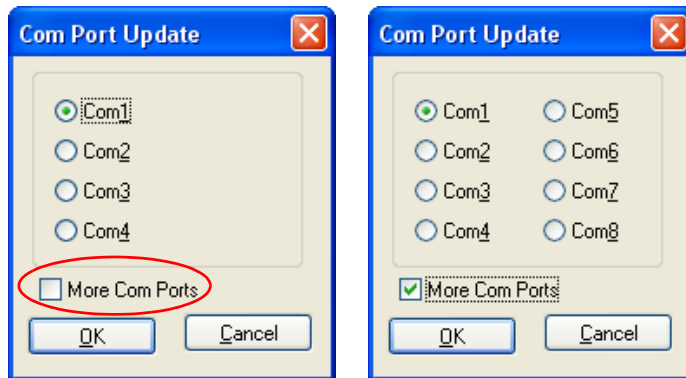 Com Port Update
Com1
Com2
Com3
Com4
More Com Ports
OK Cancel
Com Port Update
Com1 Com5
Com2 Com6
Com3 Com7
Com4 Com8
More Com Ports
OK Cancel